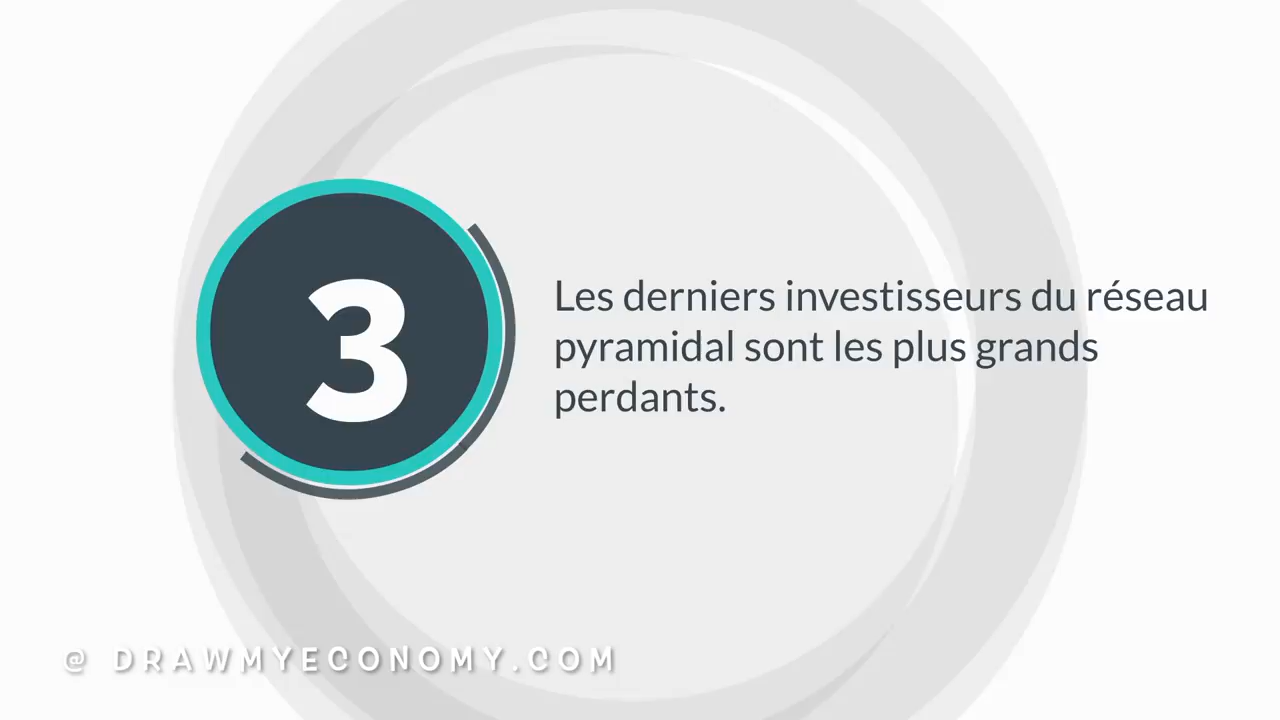 3
Les derniers investisseurs du réseau
pyramidal sont les plus grands
perdants.
@ DRAWMYECONOMY.COM